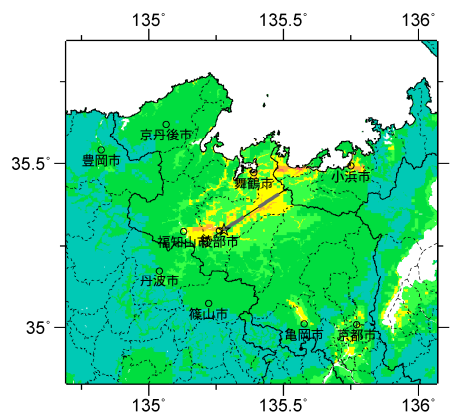 135˚ 135.5˚ 136˚
35.5˚
京丹後市
豊岡市
舞鶴市
小浜市
福知山市
綾部市
丹波市
篠山市
亀岡市
京都市
35˚
135˚ 135.5˚ 136˚